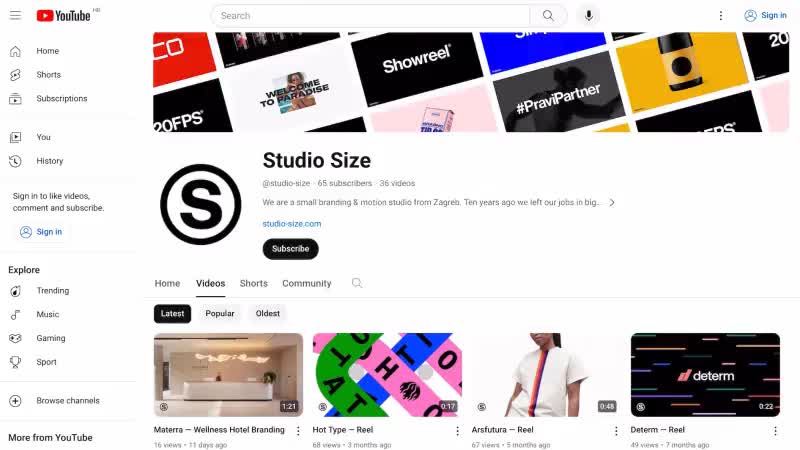 YouTube HR
Search
Sign in
Home
Shorts
Subscriptions
You
History
Sign in to like videos,
comment and subscribe.
Sign in
Explore
Trending
Music
Gaming
Sport
Browse channels
More from YouTube
CO
WELCOME
TO PARADISE
Showreel®
20
20FPS®
#PraviPartner
S
Studio Size
@studio-size · 65 subscribers · 36 videos
We are a small branding & motion studio from Zagreb. Ten years ago we left our jobs in big...
studio-size.com
Subscribe
Home Videos Shorts Community
Latest Popular Oldest
1:21
HOT
0:17
0:48
determ
0:22
Materra — Wellness Hotel Branding
16 views • 11 days ago
Hot Type — Reel
68 views • 3 months ago
Arsfutura — Reel
67 views • 5 months ago
Determ — Reel
49 views • 7 months ago